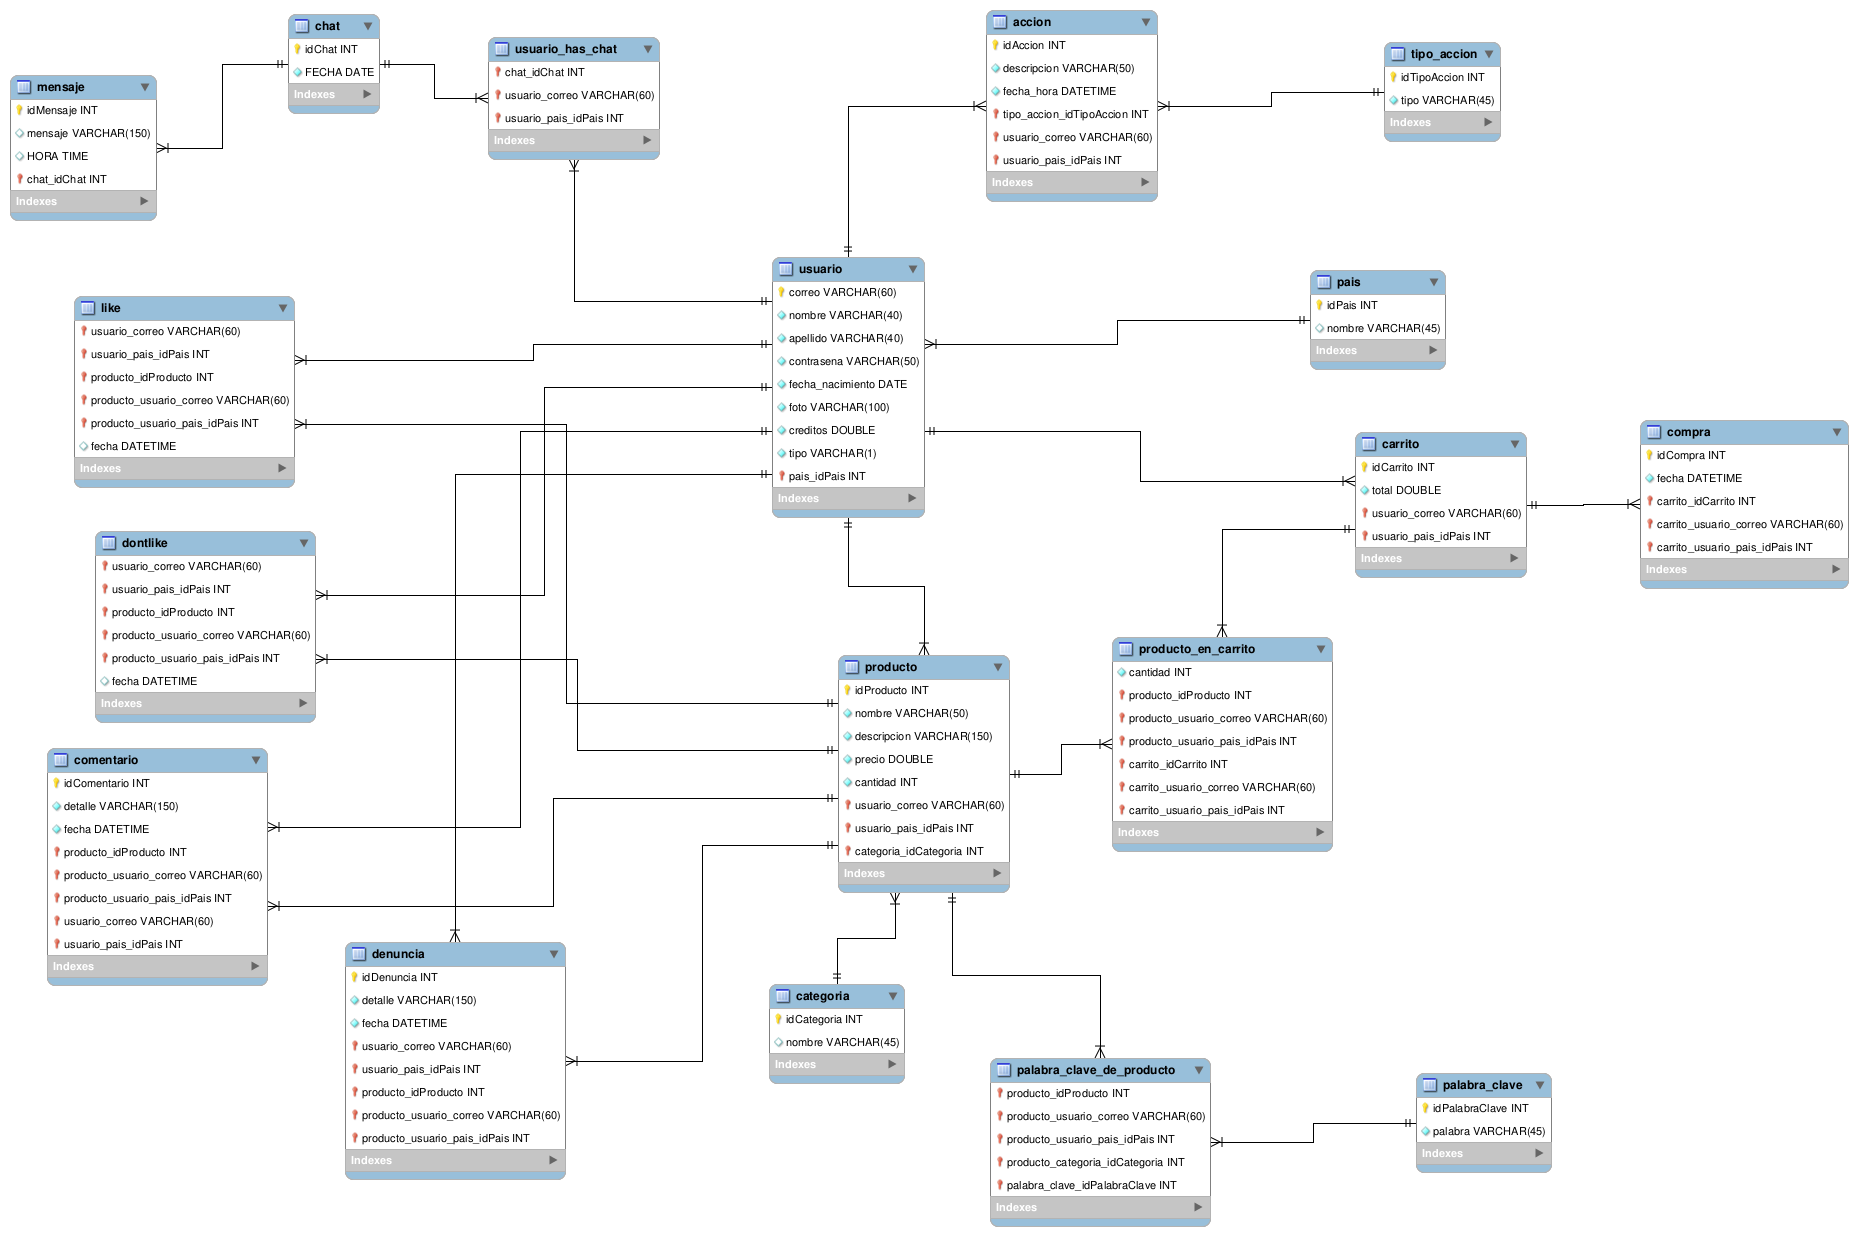 chat
idChat INT
FECHA DATE
Indexes
mensaje
idMensaje INT
mensaje VARCHAR(150)
HORA TIME
chat_idChat INT
Indexes
usuario_has_chat
chat_idChat INT
usuario_correo VARCHAR(60)
usuario_pais_idPais INT
Indexes
accion
idAccion INT
descripcion VARCHAR(50)
fecha_hora DATETIME
tipo_accion_idTipoAccion INT
usuario_correo VARCHAR(60)
usuario_pais_idPais INT
Indexes
tipo_accion
idTipoAccion INT
tipo VARCHAR(45)
Indexes
usuario
correo VARCHAR(60)
nombre VARCHAR(40)
apellido VARCHAR(40)
contrasena VARCHAR(50)
fecha_nacimiento DATE
foto VARCHAR(100)
creditos DOUBLE
tipo VARCHAR(1)
pais_idPais INT
Indexes
pais
idPais INT
nombre VARCHAR(45)
Indexes
like
usuario_correo VARCHAR(60)
usuario_pais_idPais INT
producto_idProducto INT
producto_usuario_correo VARCHAR(60)
producto_usuario_pais_idPais INT
fecha DATETIME
Indexes
carrito
idCarrito INT
total DOUBLE
usuario_correo VARCHAR(60)
usuario_pais_idPais INT
Indexes
compra
idCompra INT
fecha DATETIME
carrito_idCarrito INT
carrito_usuario_correo VARCHAR(60)
carrito_usuario_pais_idPais INT
Indexes
dontlike
usuario_correo VARCHAR(60)
usuario_pais_idPais INT
producto_idProducto INT
producto_usuario_correo VARCHAR(60)
producto_usuario_pais_idPais INT
fecha DATETIME
Indexes
producto
idProducto INT
nombre VARCHAR(50)
descripcion VARCHAR(150)
precio DOUBLE
cantidad INT
usuario_correo VARCHAR(60)
usuario_pais_idPais INT
categoria_idCategoria INT
Indexes
producto_en_carrito
cantidad INT
producto_idProducto INT
producto_usuario_correo VARCHAR(60)
producto_usuario_pais_idPais INT
carrito_idCarrito INT
carrito_usuario_correo VARCHAR(60)
carrito_usuario_pais_idPais INT
Indexes
comentario
idComentario INT
detalle VARCHAR(150)
fecha DATETIME
producto_idProducto INT
producto_usuario_correo VARCHAR(60)
producto_usuario_pais_idPais INT
usuario_correo VARCHAR(60)
usuario_pais_idPais INT
Indexes
denuncia
idDenuncia INT
detalle VARCHAR(150)
fecha DATETIME
usuario_correo VARCHAR(60)
usuario_pais_idPais INT
producto_idProducto INT
producto_usuario_correo VARCHAR(60)
producto_usuario_pais_idPais INT
Indexes
categoria
idCategoria INT
nombre VARCHAR(45)
Indexes
palabra_clave_de_producto
producto_idProducto INT
producto_usuario_correo VARCHAR(60)
producto_usuario_pais_idPais INT
producto_categoria_idCategoria INT
palabra_clave_idPalabraClave INT
Indexes
palabra_clave
idPalabraClave INT
palabra VARCHAR(45)
Indexes